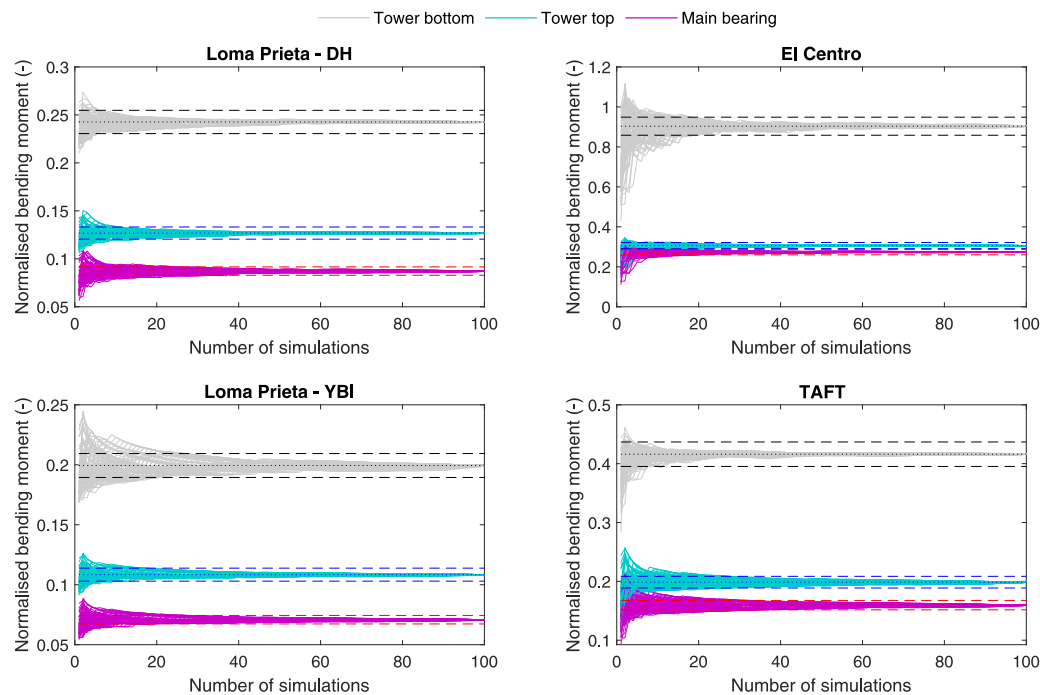 Tower bottom Tower top Main bearing
Loma Prieta - DH
Normalised bending moment (-)
0.3
0.25
0.2
0.15
0.1
0.05
0 20 40 60 80 100
Number of simulations
El Centro
Normalised bending moment (-)
1.2
1
0.8
0.6
0.4
0.2
0
0 20 40 60 80 100
Number of simulations
Loma Prieta - YBI
Normalised bending moment (-)
0.25
0.2
0.15
0.1
0.05
0 20 40 60 80 100
Number of simulations
TAFT
Normalised bending moment (-)
0.5
0.4
0.3
0.2
0.1
0 20 40 60 80 100
Number of simulations